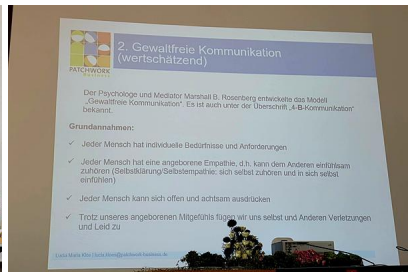 2. Gewaltfreie Kommunikation
(wertschätzend)
PATCHWORK
Der Psychologe und Mediator Marshall B. Rosenberg entwickelte das Modell
„Gewaltfreie Kommunikation“. Es ist auch unter der Überschrift „4-B-Kommunikation“
bekannt.
Grundannahmen:
✓ Jeder Mensch hat individuelle Bedürfnisse und Anforderungen
✓ Jeder Mensch hat eine angeborene Empathie, d.h. kann dem Anderen einfühlsam
zuhören (Selbstklärung/Selbstempathie: sich selbst zuhören und in sich selbst
einfühlen)
✓ Jeder Mensch kann sich offen und achtsam ausdrücken
✓ Trotz unseres angeborenen Mitgefühls fügen wir uns selbst und Anderen Verletzungen
und Leid zu